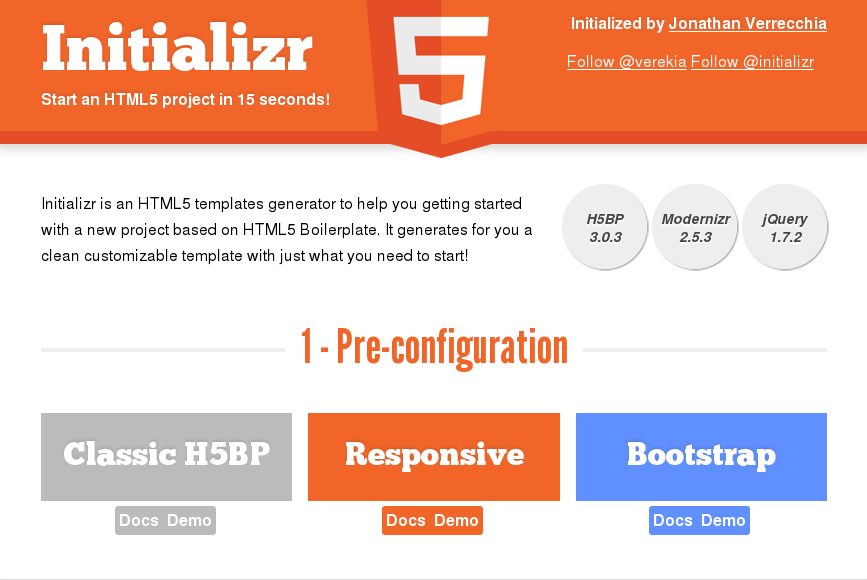 Initializr
Start an HTML5 project in 15 seconds!
5
Initialized by Jonathan Verrecchia
Follow @verekia Follow @initializr
Initializr is an HTML5 templates generator to help you getting started
with a new project based on HTML5 Boilerplate. It generates for you a
clean customizable template with just what you need to start!
H5BP
3.0.3
Modernizr
2.5.3
jQuery
1.7.2
1 - Pre-configuration
Classic H5BP
Docs Demo
Responsive
Docs Demo
Bootstrap
Docs Demo